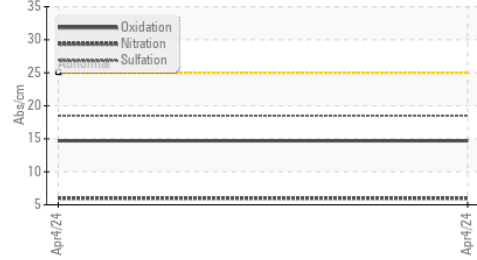 35
30
25
20
15
10
5
Abs/cm
Oxidation
Nitration
Sulfation
Abnormal
Apr4/24
Apr4/24